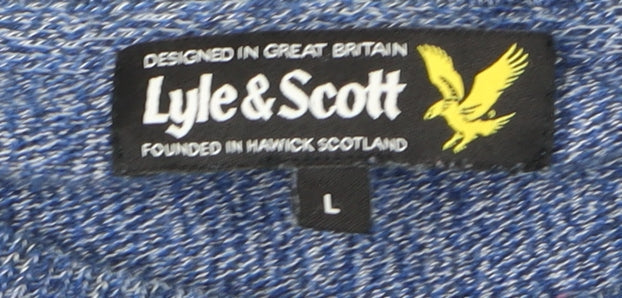 DESIGNED IN GREAT BRITAIN
Lyle & Scott
FOUNDED IN HAWICK SCOTLAND
L